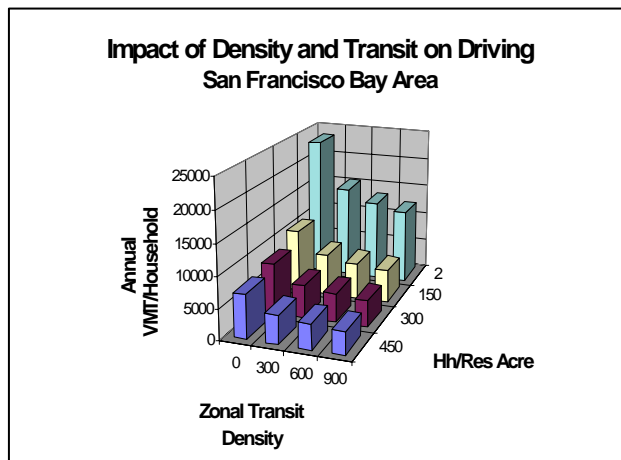 Impact of Density and Transit on Driving
San Francisco Bay Area
25000
20000
15000
10000
5000
0
Annual
VMT/Household
0
300
600
900
Zonal Transit
Density
2
150
300
450
Hh/Res Acre